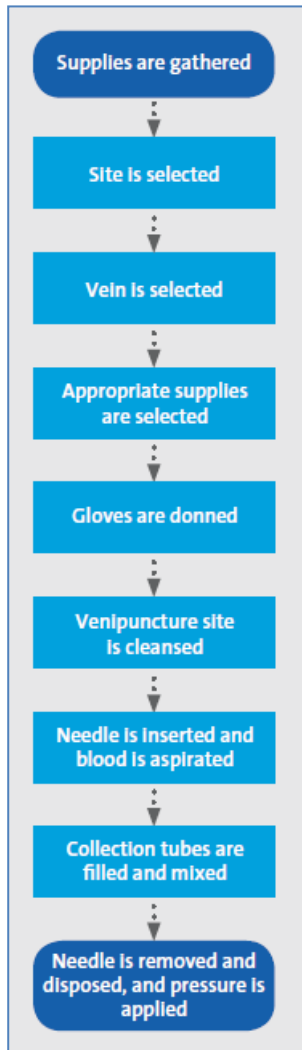 Supplies are gathered
Site is selected
Vein is selected
Appropriate supplies
are selected
Gloves are donned
Venipuncture site
is cleansed
Needle is inserted and
blood is aspirated
Collection tubes are
filled and mixed
Needle is removed and
disposed, and pressure is
applied